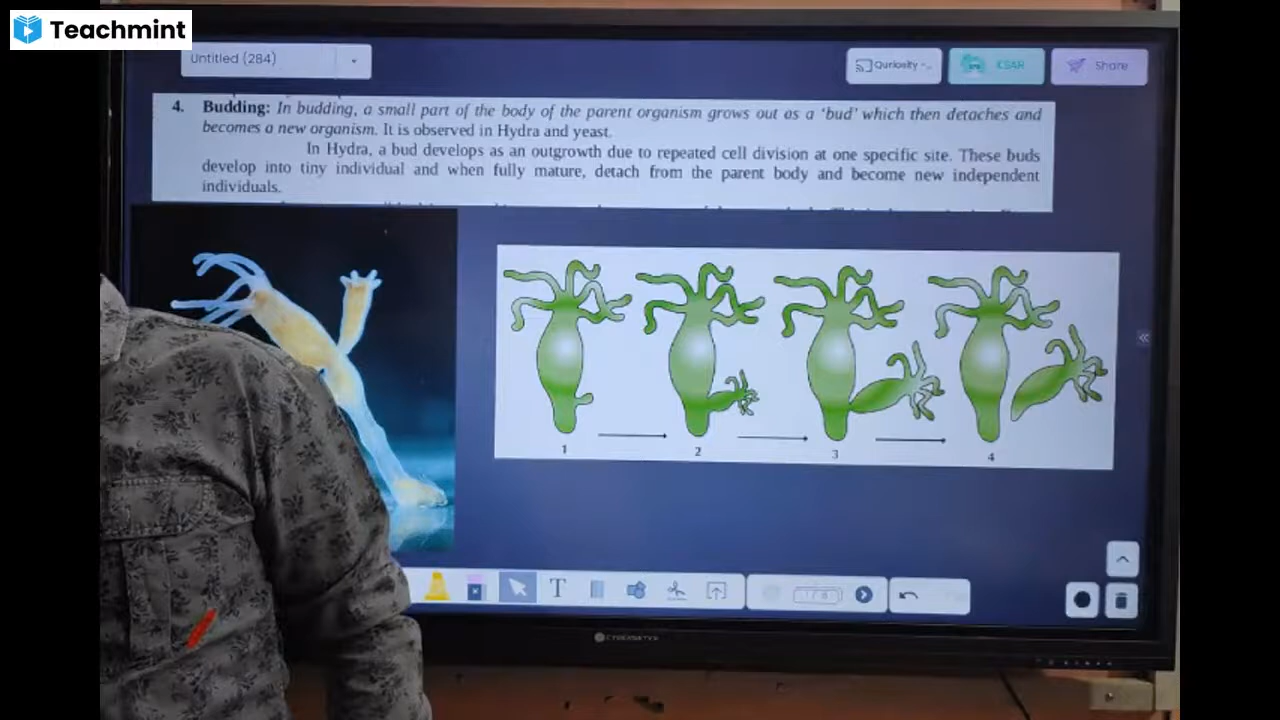 Teachmint
Untitled (284)
Share
4. Budding: In budding, a small part of the body of the parent organism grows out as a ‘bud’ which then detaches and
becomes a new organism. It is observed in Hydra and yeast.
In Hydra, a bud develops as an outgrowth due to repeated cell division at one specific site. These buds
develop into tiny individual and when fully mature, detach from the parent body and become new independent
individuals.
1 2 3 4
T